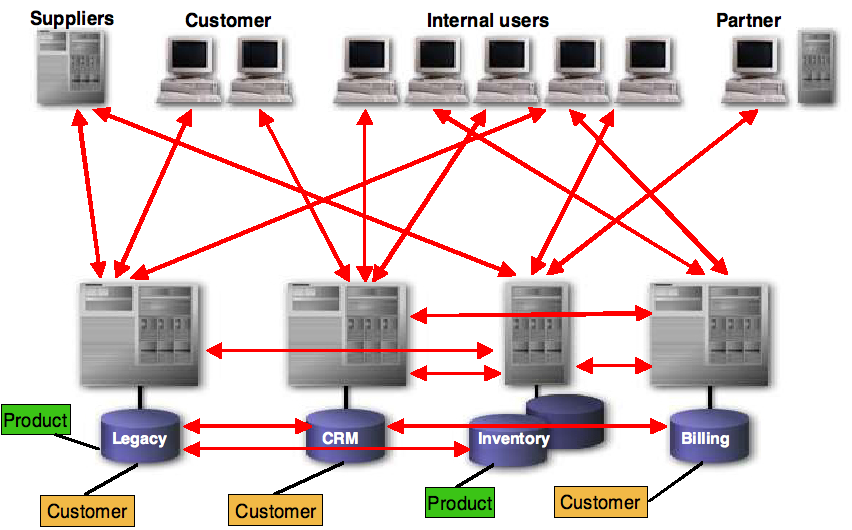 Suppliers
Customer
Internal users
Partner
Product
Legacy
CRM
Inventory
Billing
Customer
Customer
Product
Customer